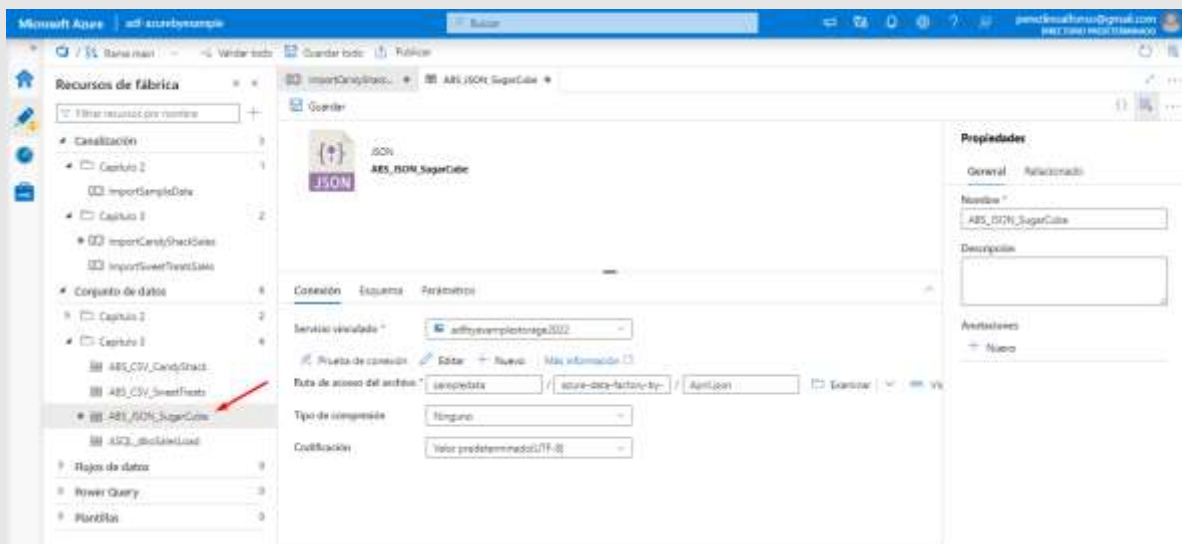 Microsoft Azure | adf-azurebyexample
Buscar
DIRECTORIO PREDETERMINADO
Rama main
Validar todo
Guardar todo
Publicar
Recursos de fábrica
Filtrar recursos por nombre
Canalización 3
Capítulo 2 1
ImportSampleData
Capítulo 3 2
ImportCandyShackSales
ImportSweetTreatsSales
Conjunto de datos 6
Capítulo 2 2
Capítulo 3 4
ABS_CSV_CandyShack
ABS_CSV_SweetTreats
ABS_JSON_SugarCube
ASQL_dboSalesLoad
Flujos de datos 0
Power Query 0
Plantillas 0
ImportCandyShack...
ABS_JSON_SugarCube
Guardar
JSON
JSON
ABS_JSON_SugarCube
Conexión Esquema Parámetros
Servicio vinculado *
adfbyexamplestorage2022
Prueba de conexión Editar Nuevo Más información
Ruta de acceso del archivo *
sampledata / azure-data-factory-by- / April.json
Examinar
Tipo de compresión
Ninguno
Codificación
Valor predeterminado(UTF-8)
Propiedades
General Relacionado
Nombre *
ABS_JSON_SugarCube
Descripción
Anotaciones
Nuevo